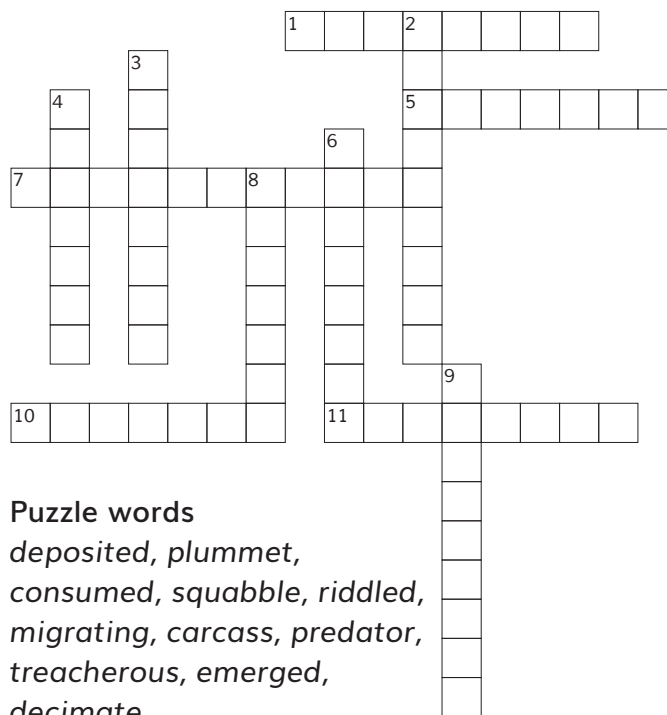 1 2
3
4 5
6
7 8
9
10 11
Puzzle words
deposited, plummet,
consumed, squabble, riddled,
migrating, carcass, predator,
treacherous, emerged,
decimate